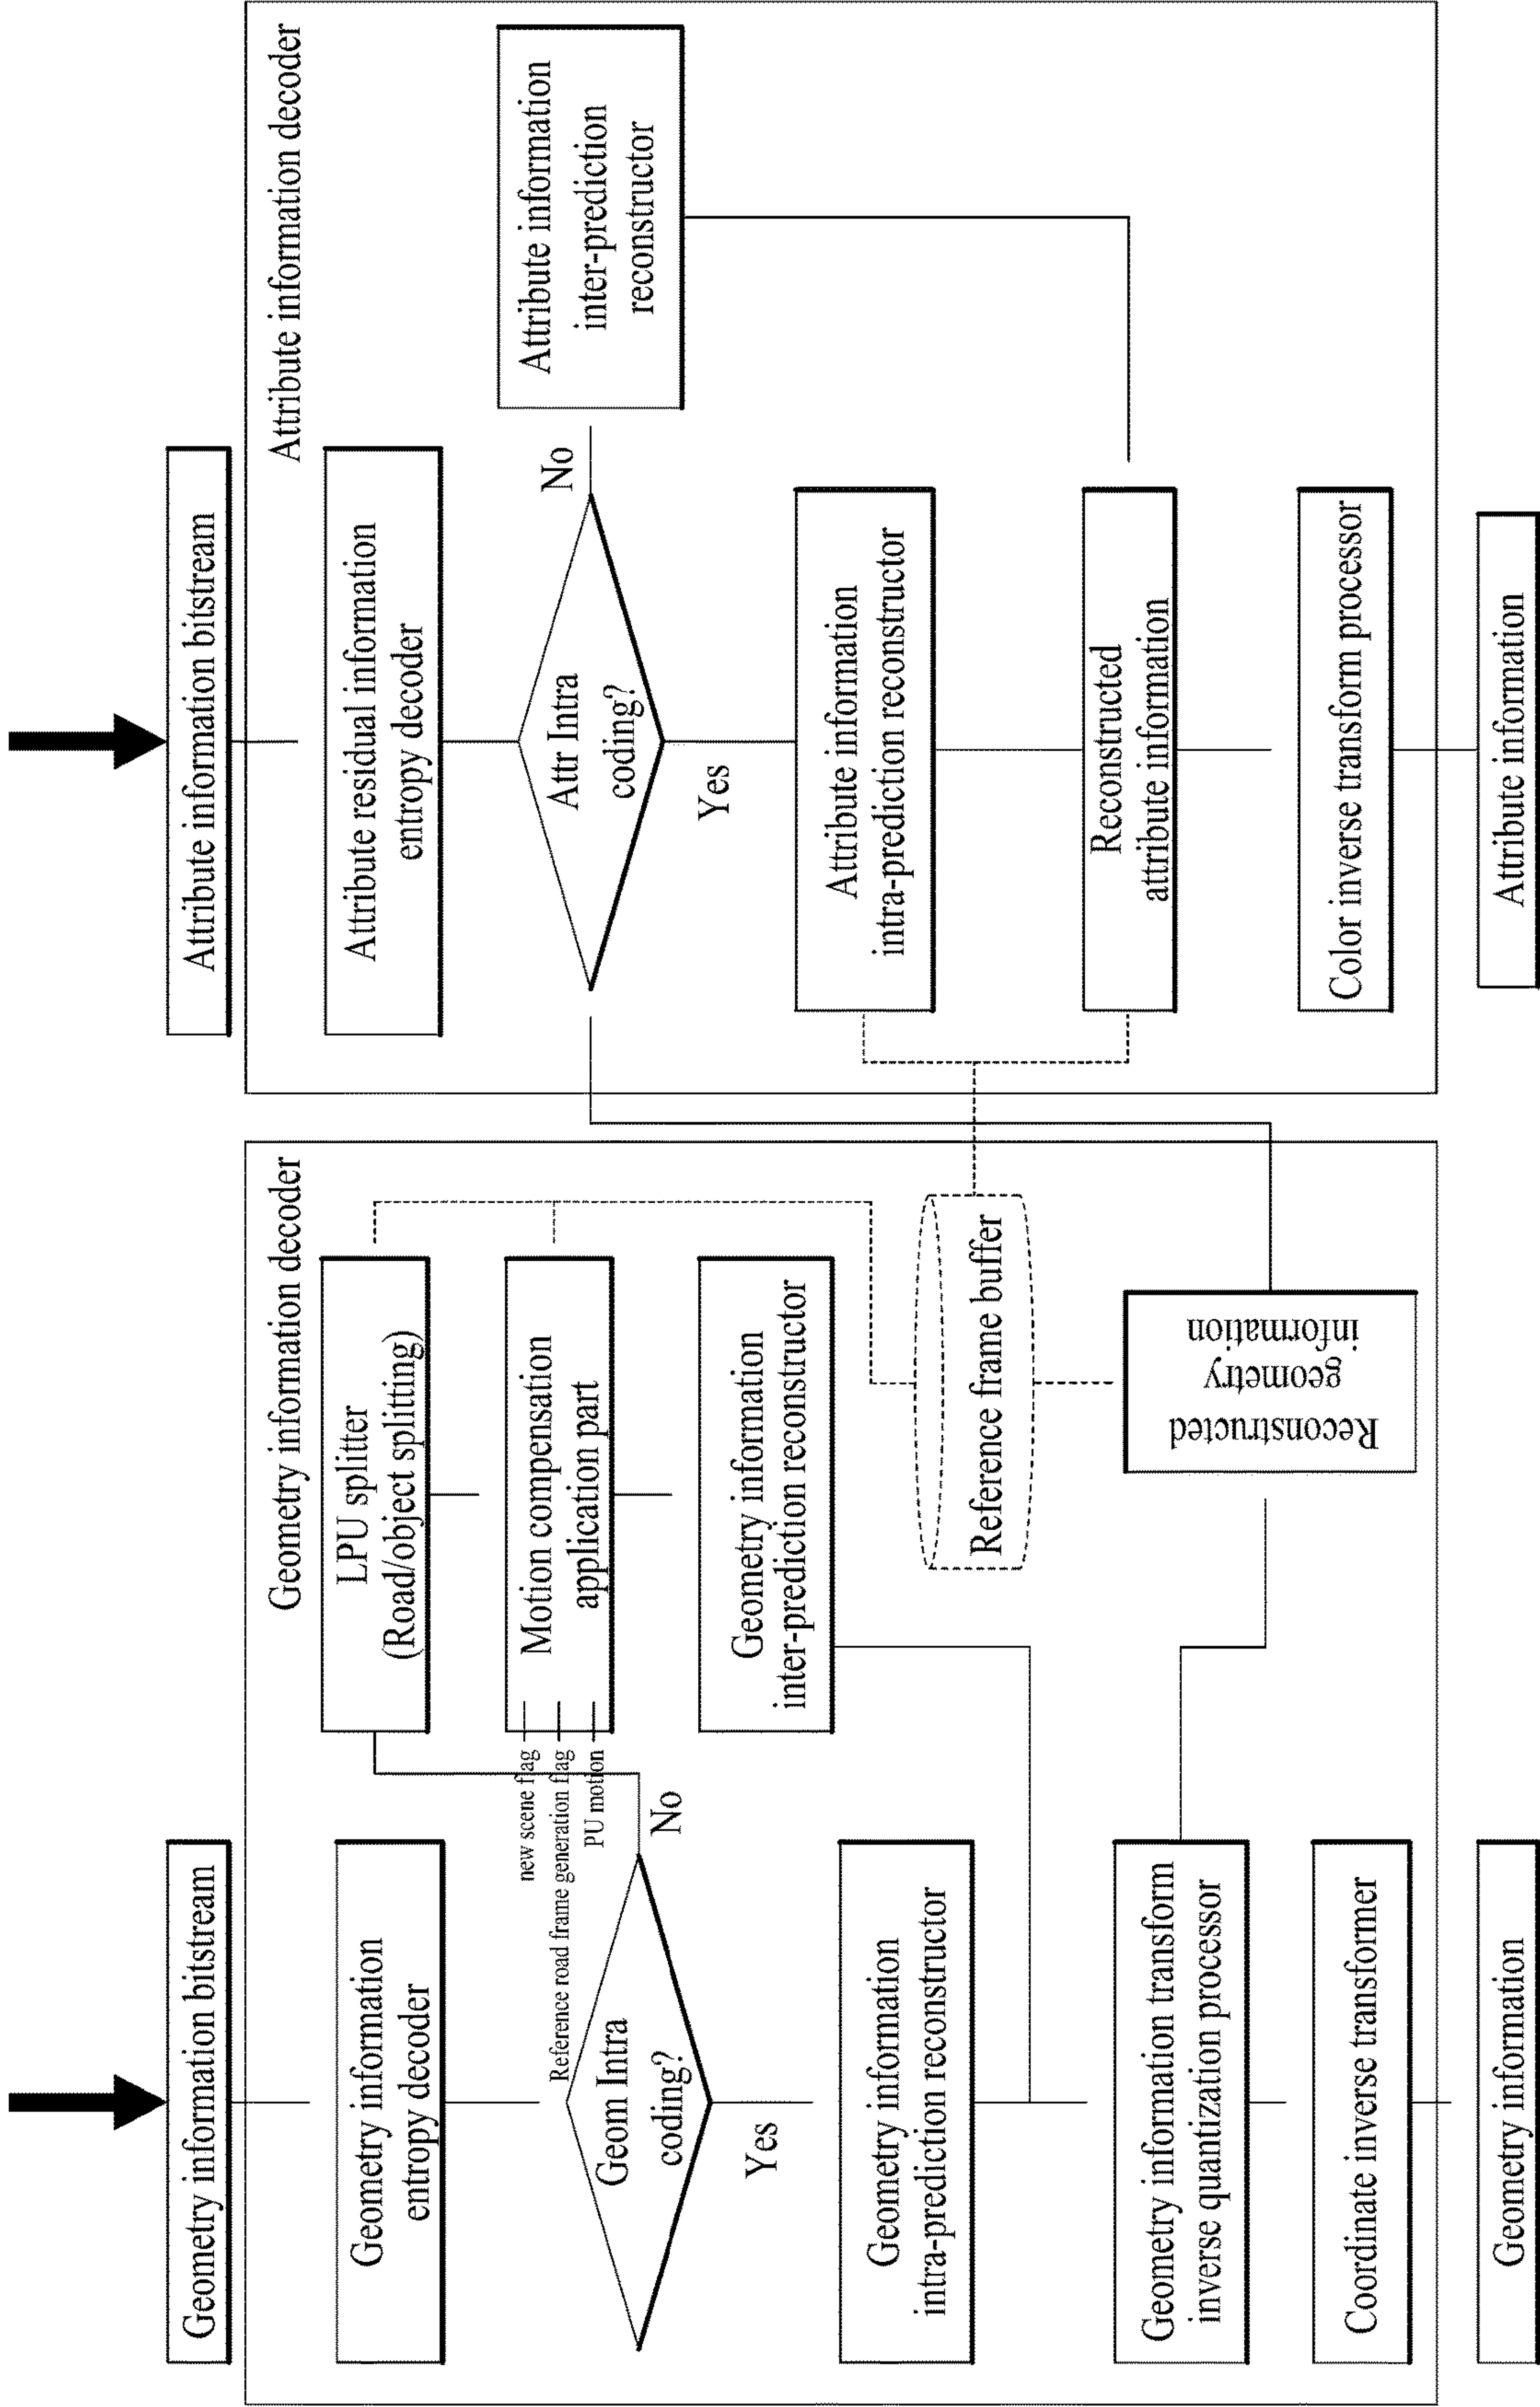 Geometry information bitstream
Geometry information decoder
Geometry information
entropy decoder
Geom Intra
coding?
No
Yes
LPU splitter
(Road/object splitting)
new scene flag
Reference road frame generation flag
PU motion
Motion compensation
application part
Geometry information
inter-prediction reconstructor
Geometry information
intra-prediction reconstructor
Reference frame buffer
Geometry information transform
inverse quantization processor
Reconstructed
geometry
information
Coordinate inverse transformer
Geometry information
Attribute information bitstream
Attribute information decoder
Attribute residual information
entropy decoder
Attr Intra
coding?
No
Yes
Attribute information
inter-prediction
reconstructor
Attribute information
intra-prediction reconstructor
Reconstructed
attribute information
Color inverse transform processor
Attribute information